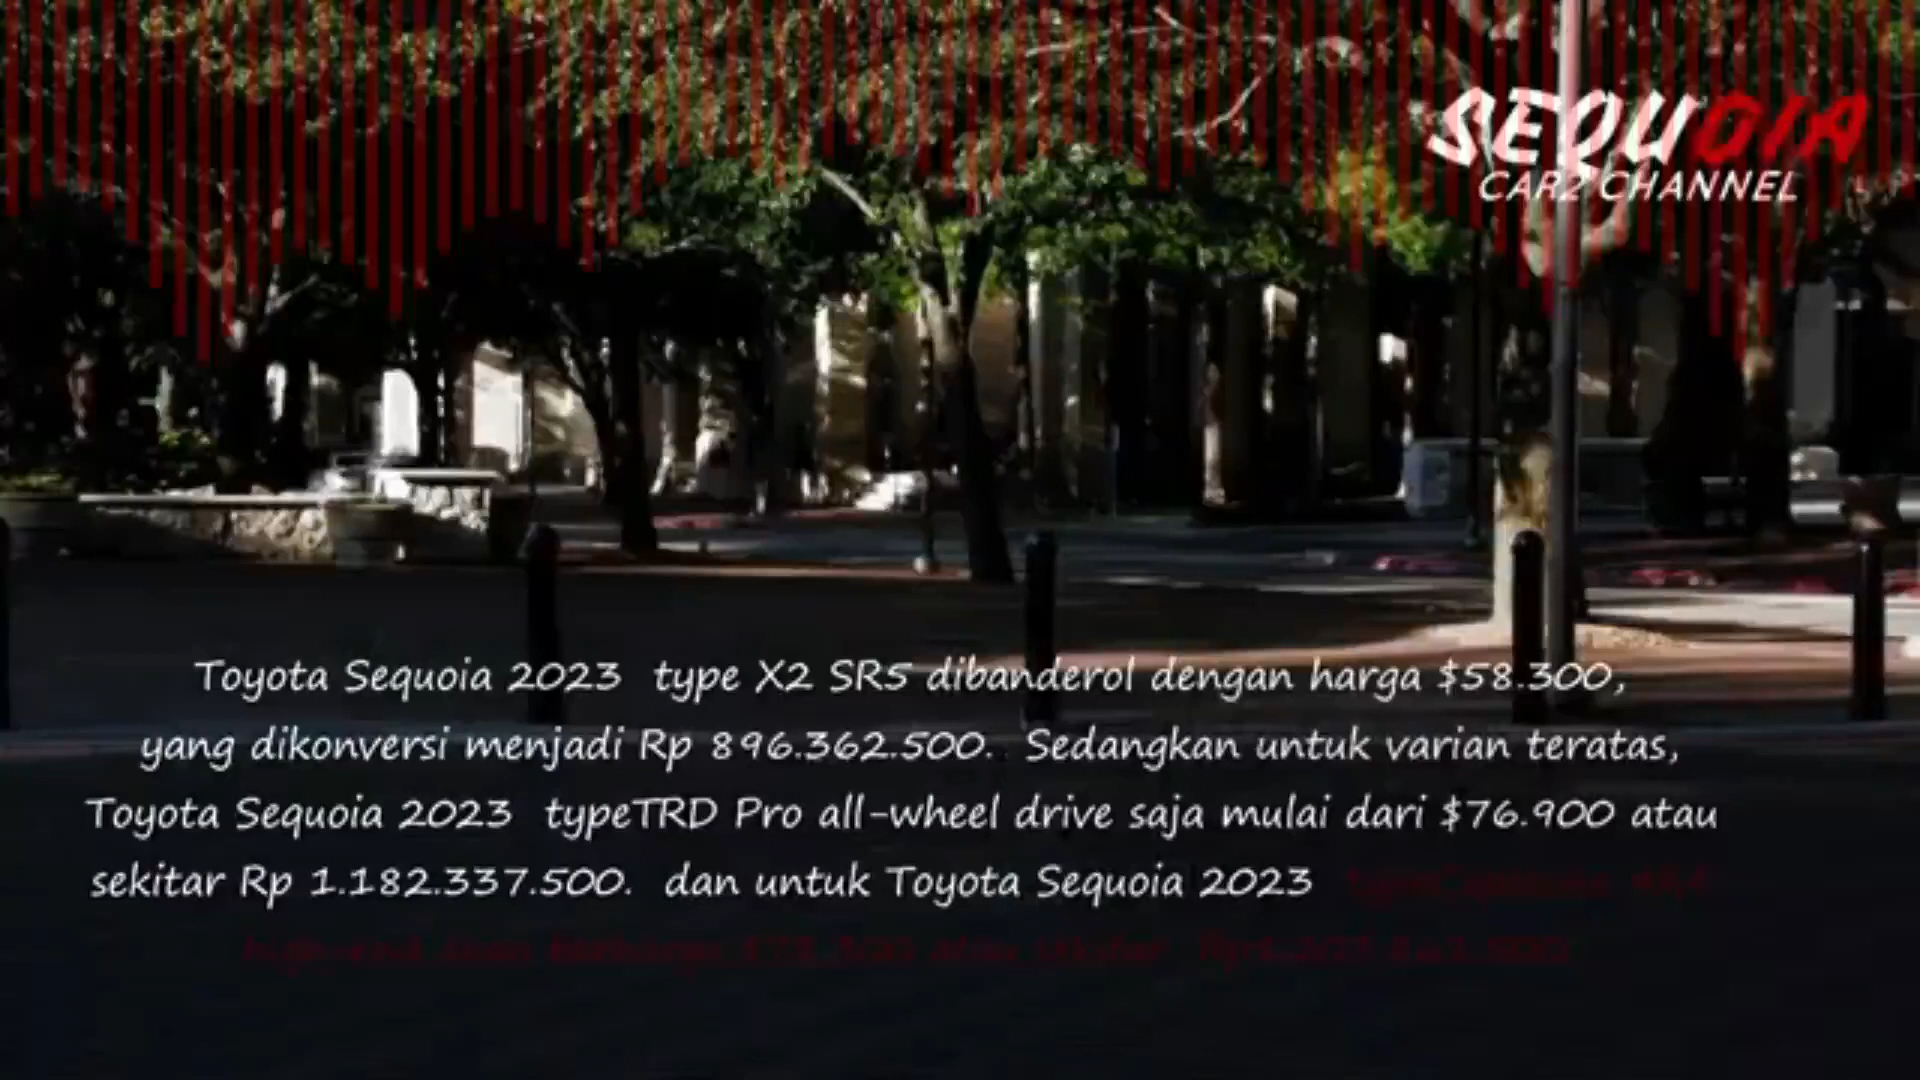 SEQUOIA
CARZ CHANNEL
Toyota Sequoia 2023 type X2 SR5 dibanderol dengan harga $58.300,
yang dikonversi menjadi Rp 896.362.500. Sedangkan untuk varian teratas,
Toyota Sequoia 2023 typeTRD Pro all-wheel drive saja mulai dari $76.900 atau
sekitar Rp 1.182.337.500. dan untuk Toyota Sequoia 2023
atau sekitar